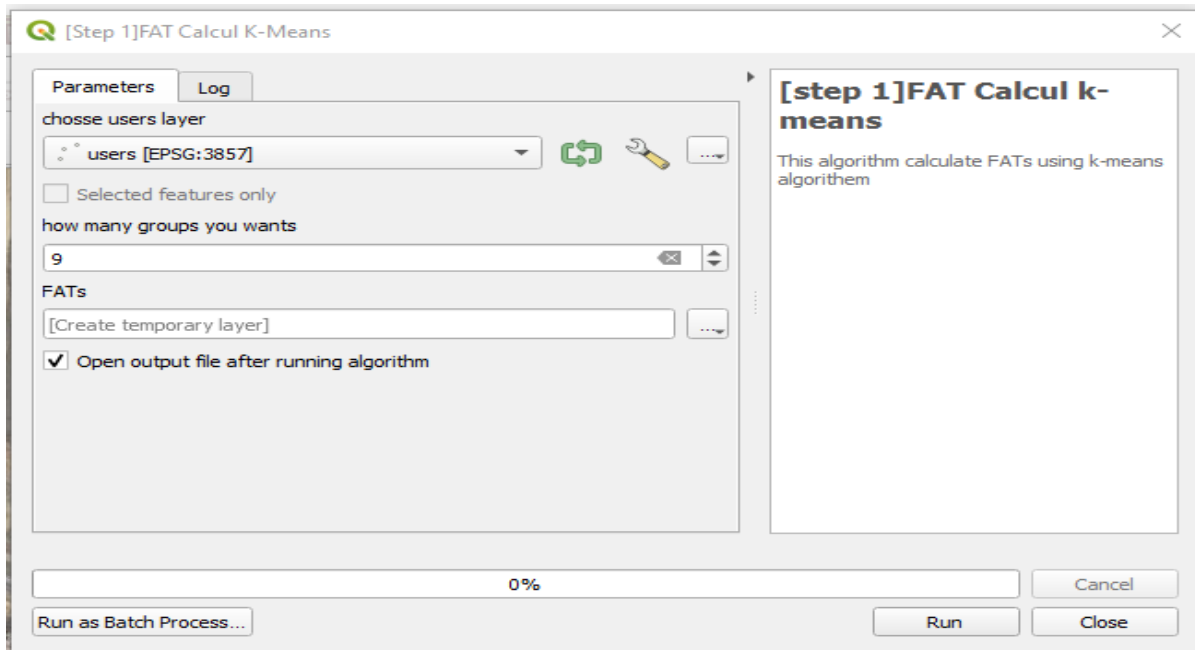 [Step 1]FAT Calcul K-Means
Parameters
Log
chosse users layer
users [EPSG:3857]
...
Selected features only
how many groups you wants
9
FATs
[Create temporary layer]
...
Open output file after running algorithm
[step 1]FAT Calcul k-
means
This algorithm calculate FATs using k-means
algorithem
0%
Cancel
Run as Batch Process...
Run
Close